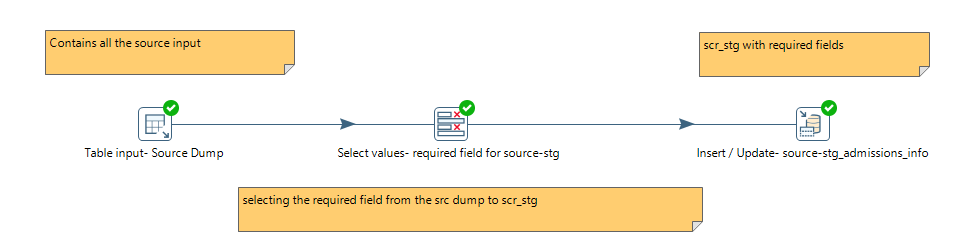 Contains all the source input
scr_stg with required fields
Table input- Source Dump
Select values- required field for source-stg
Insert / Update- source-stg_admissions_info
selecting the required field from the src dump to scr_stg